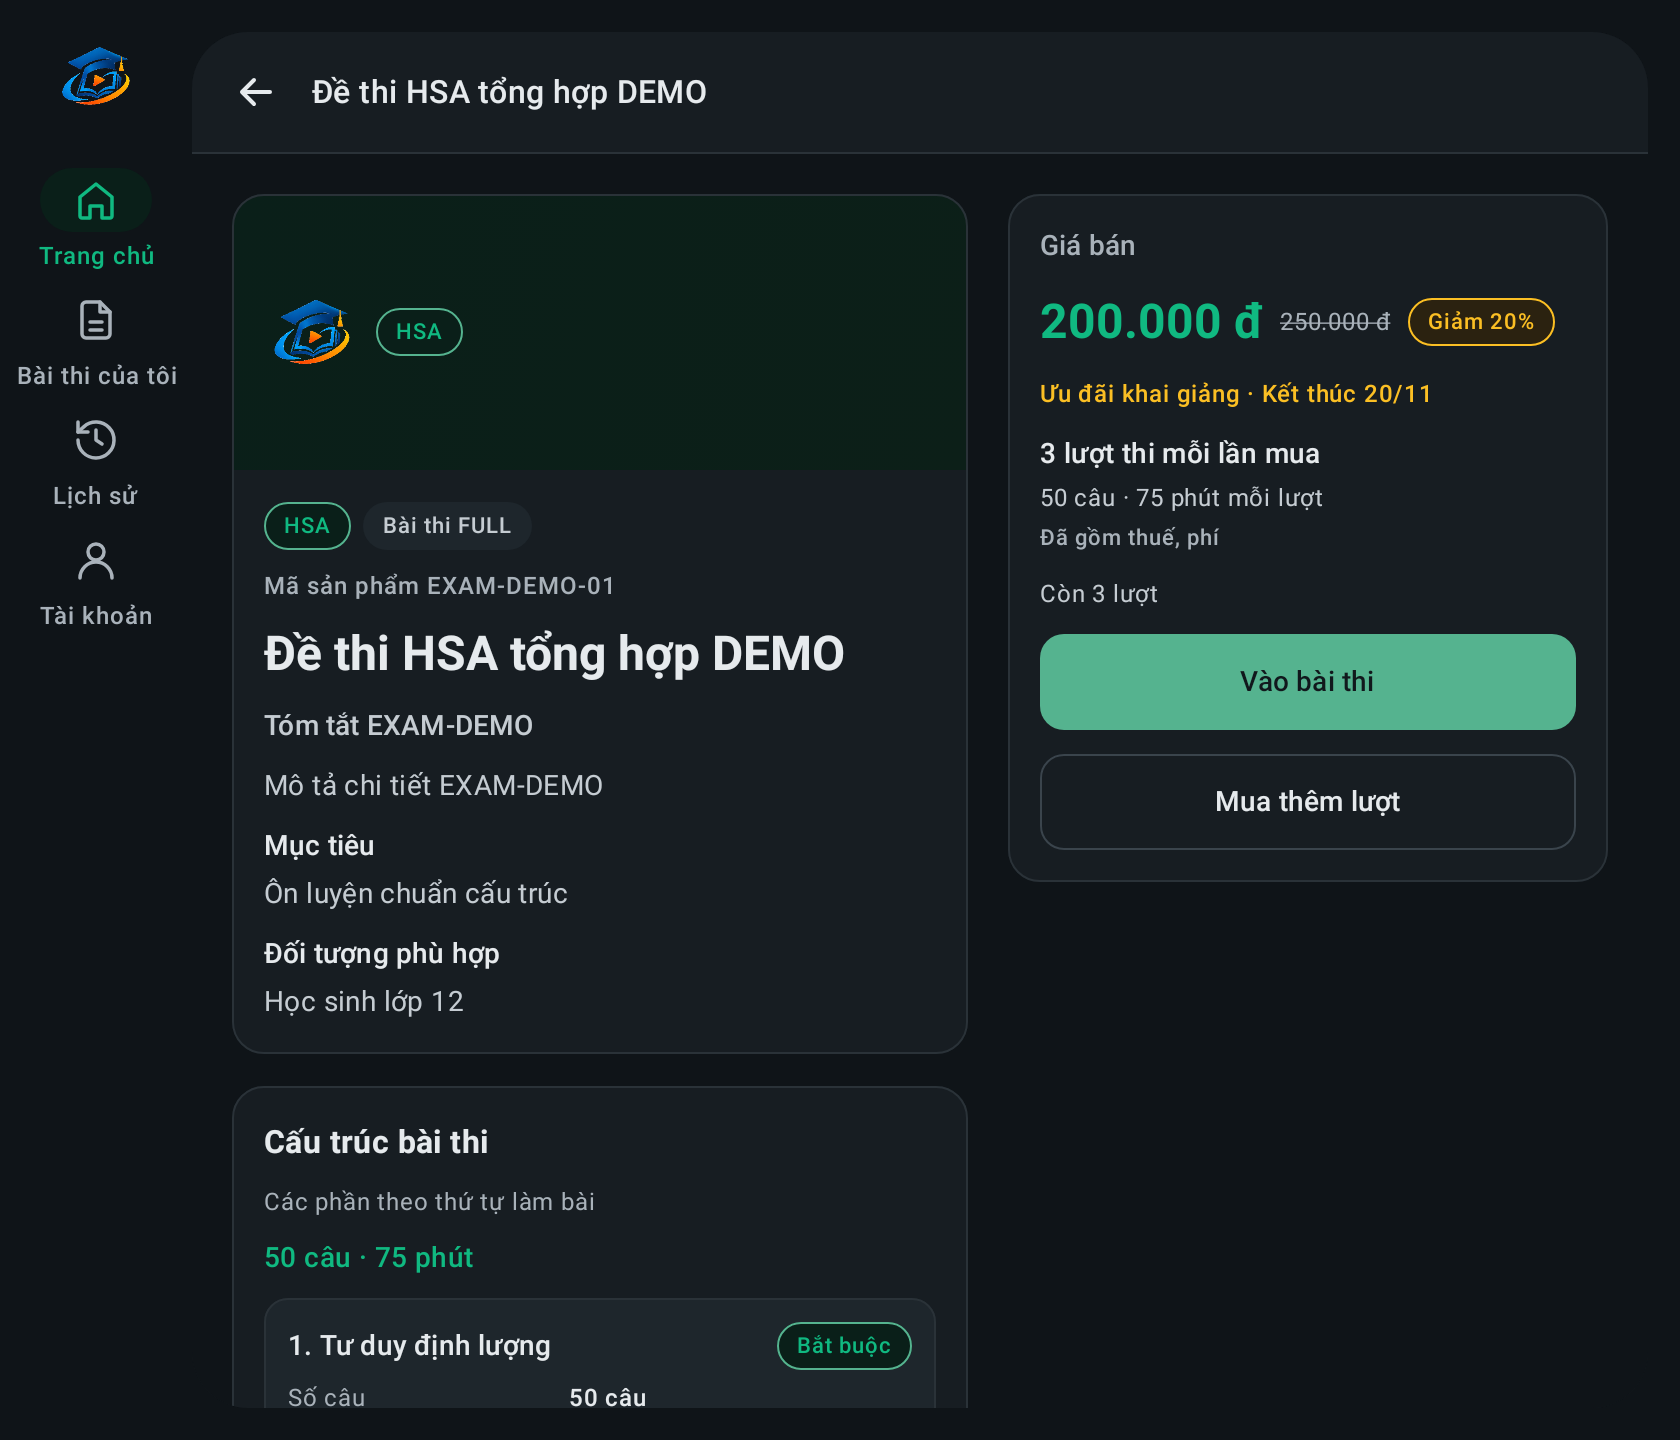 Đề thi HSA tổng hợp DEMO
Trang chủ
Bài thi của tôi
Lịch sử
Tài khoản
HSA
HSA
Bài thi FULL
Mã sản phẩm EXAM-DEMO-01
Đề thi HSA tổng hợp DEMO
Tóm tắt EXAM-DEMO
Mô tả chi tiết EXAM-DEMO
Mục tiêu
Ôn luyện chuẩn cấu trúc
Đối tượng phù hợp
Học sinh lớp 12
Cấu trúc bài thi
Các phần theo thứ tự làm bài
50 câu · 75 phút
1. Tư duy định lượng
Bắt buộc
Số câu
50 câu
Giá bán
200.000 đ
250.000 đ
Giảm 20%
Ưu đãi khai giảng · Kết thúc 20/11
3 lượt thi mỗi lần mua
50 câu · 75 phút mỗi lượt
Đã gồm thuế, phí
Còn 3 lượt
Vào bài thi
Mua thêm lượt